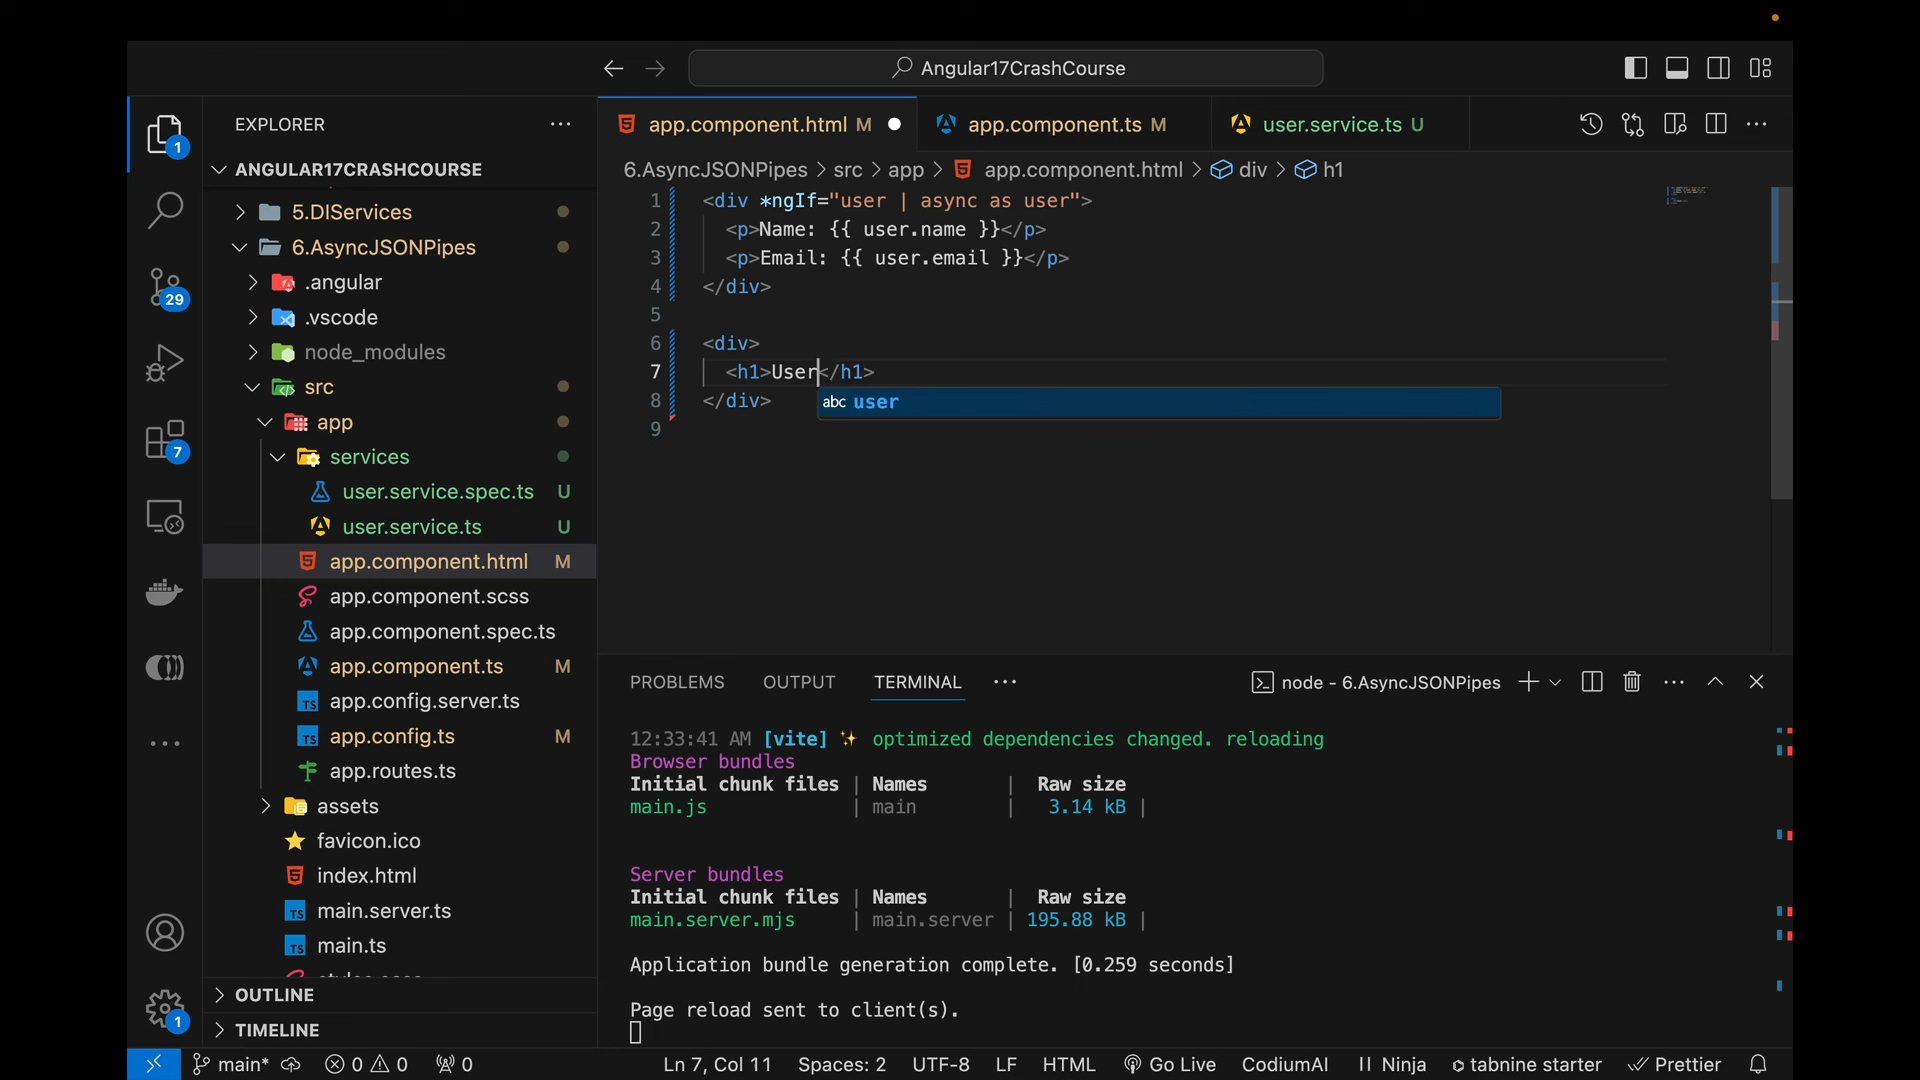 Angular17CrashCourse
EXPLORER
ANGULAR17CRASHCOURSE
5.DIServices
6.AsyncJSONPipes
.angular
.vscode
node_modules
src
app
services
user.service.spec.ts U
user.service.ts U
app.component.html M
app.component.scss
app.component.spec.ts
app.component.ts M
app.config.server.ts
app.config.ts M
app.routes.ts
assets
favicon.ico
index.html
main.server.ts
main.ts
OUTLINE
TIMELINE
1
29
7
1
app.component.html M
app.component.ts M
user.service.ts U
6.AsyncJSONPipes > src > app > app.component.html > div > h1
1 <div *ngIf="user | async as user">
2 <p>Name: {{ user.name }}</p>
3 <p>Email: {{ user.email }}</p>
4 </div>
5
6 <div>
7 <h1>User</h1>
8 </div>
abc user
9
PROBLEMS OUTPUT TERMINAL
node - 6.AsyncJSONPipes
12:33:41 AM [vite] ✨ optimized dependencies changed. reloading
Browser bundles
Initial chunk files | Names | Raw size
main.js | main | 3.14 kB |
Server bundles
Initial chunk files | Names | Raw size
main.server.mjs | main.server | 195.88 kB |
Application bundle generation complete. [0.259 seconds]
Page reload sent to client(s).
main* 0 0 0 Ln 7, Col 11 Spaces: 2 UTF-8 LF HTML Go Live CodiumAI Ninja tabnine starter Prettier